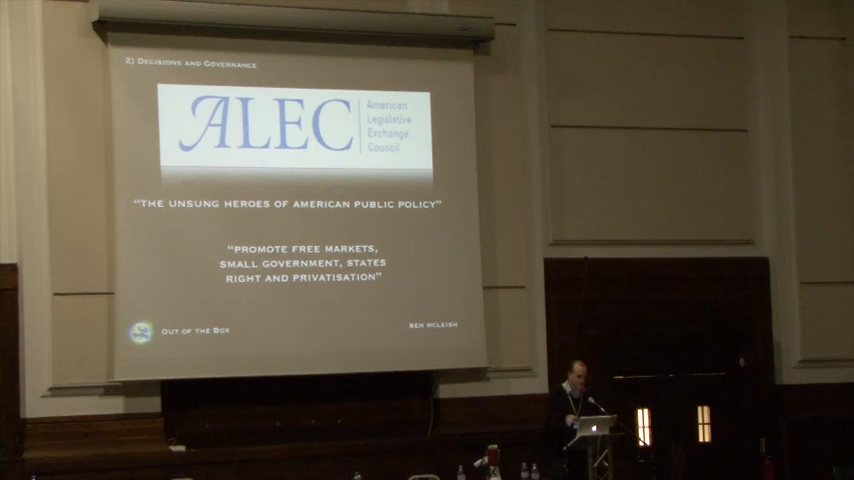 2) Decisions and Governance
ALEC
American
Legislative
Exchange
Council
"THE UNSUNG HEROES OF AMERICAN PUBLIC POLICY"
"PROMOTE FREE MARKETS,
SMALL GOVERNMENT, STATES
RIGHT AND PRIVATISATION"
Out of the Box
BEN MCLEISH